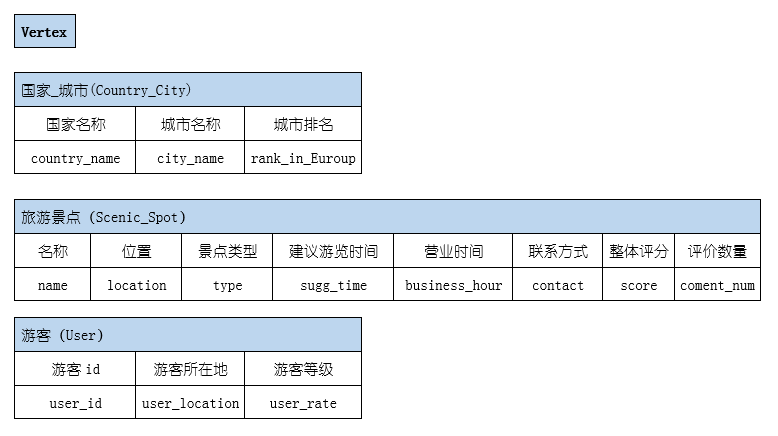 Vertex
国家_城市(Country_City)
国家名称 城市名称 城市排名
country_name city_name rank_in_Euroup
旅游景点 (Scenic_Spot)
名称 位置 景点类型 建议游览时间 营业时间 联系方式 整体评分 评价数量
name location type sugg_time business_hour contact score coment_num
游客 (User)
游客 id 游客所在地 游客等级
user_id user_location user_rate